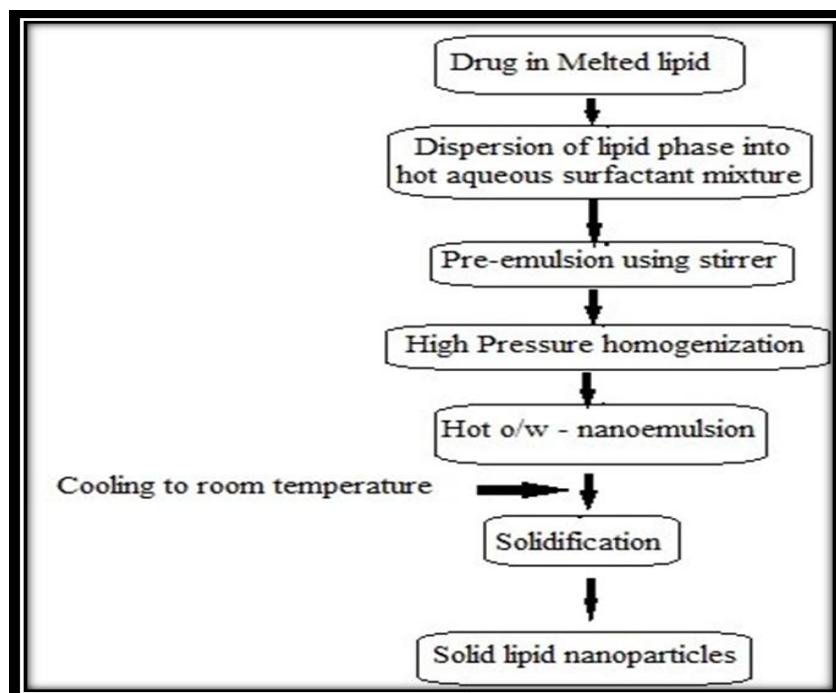 Drug in Melted lipid
Dispersion of lipid phase into
hot aqueous surfactant mixture
Pre-emulsion using stirrer
High Pressure homogenization
Hot o/w - nanoemulsion
Cooling to room temperature
Solidification
Solid lipid nanoparticles